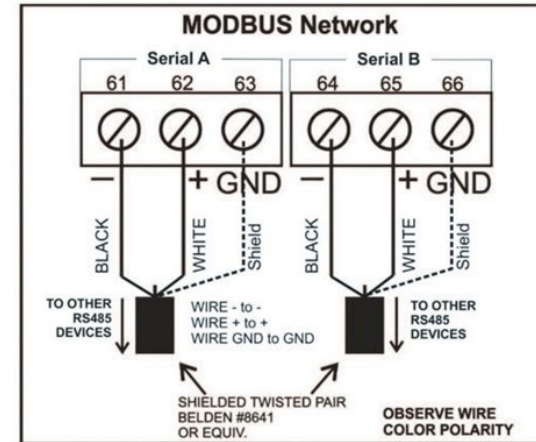 MODBUS Network
Serial A
Serial B
61 62 63
64 65 66
− + GND
− + GND
BLACK
WHITE
Shield
BLACK
WHITE
Shield
TO OTHER
RS485
DEVICES
WIRE - to -
WIRE + to +
WIRE GND to GND
TO OTHER
RS485
DEVICES
SHIELDED TWISTED PAIR
BELDEN #8641
OR EQUIV.
OBSERVE WIRE
COLOR POLARITY